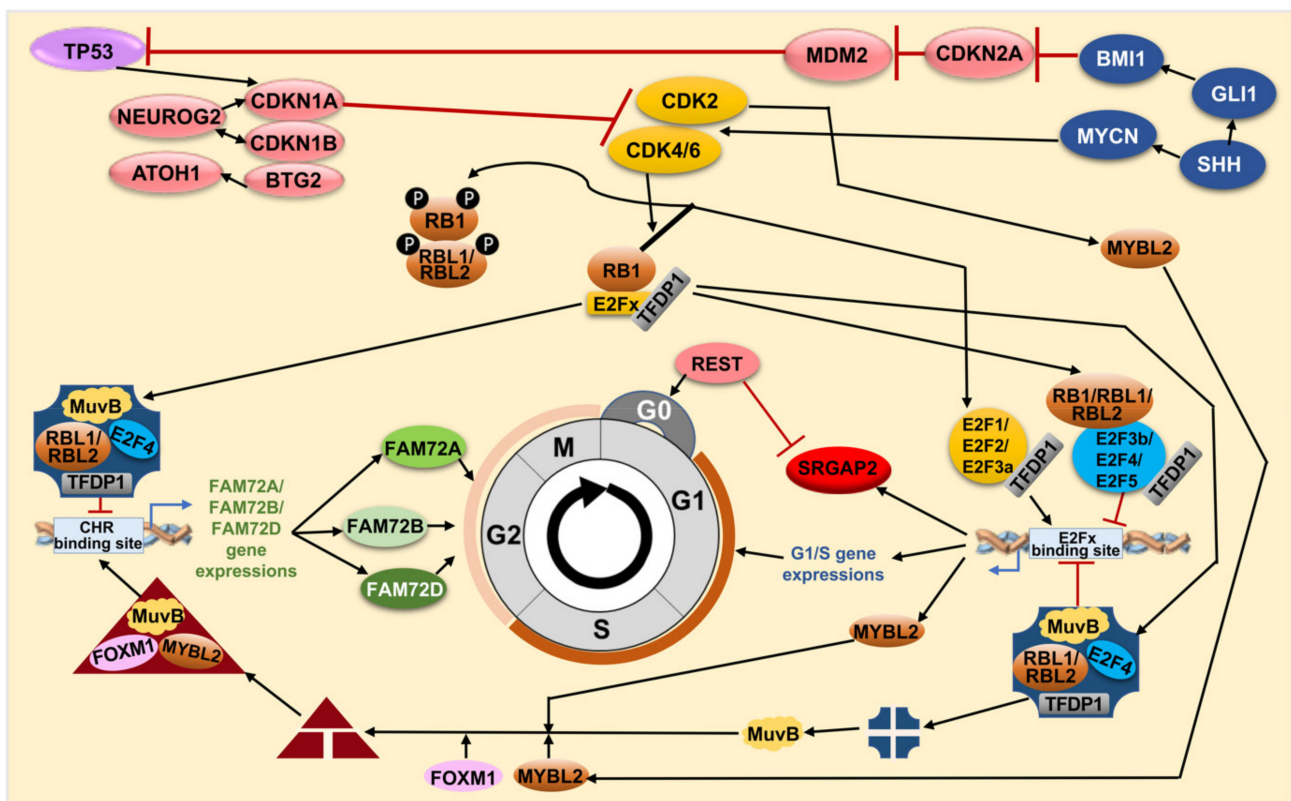 TP53
MDM2
CDKN2A
BMI1
GLI1
CDKN1A
NEUROG2
CDKN1B
ATOH1
BTG2
CDK2
CDK4/6
MYCN
SHH
P
P
RB1
P
P
RBL1/
RBL2
RB1
E2Fx
TFDP1
MYBL2
REST
G0
M
G1
G2
S
MuvB
RBL1/
RBL2
E2F4
TFDP1
CHR
binding site
FAM72A/
FAM72B/
FAM72D
gene
expressions
FAM72A
FAM72B
FAM72D
SRGAP2
E2F1/
E2F2/
E2F3a
TFDP1
RB1/RBL1/
RBL2
E2F3b/
E2F4/
E2F5
TFDP1
E2Fx
binding site
G1/S gene
expressions
MYBL2
MuvB
FOXM1
MYBL2
MuvB
RBL1/
RBL2
E2F4
TFDP1
MuvB
FOXM1
MYBL2